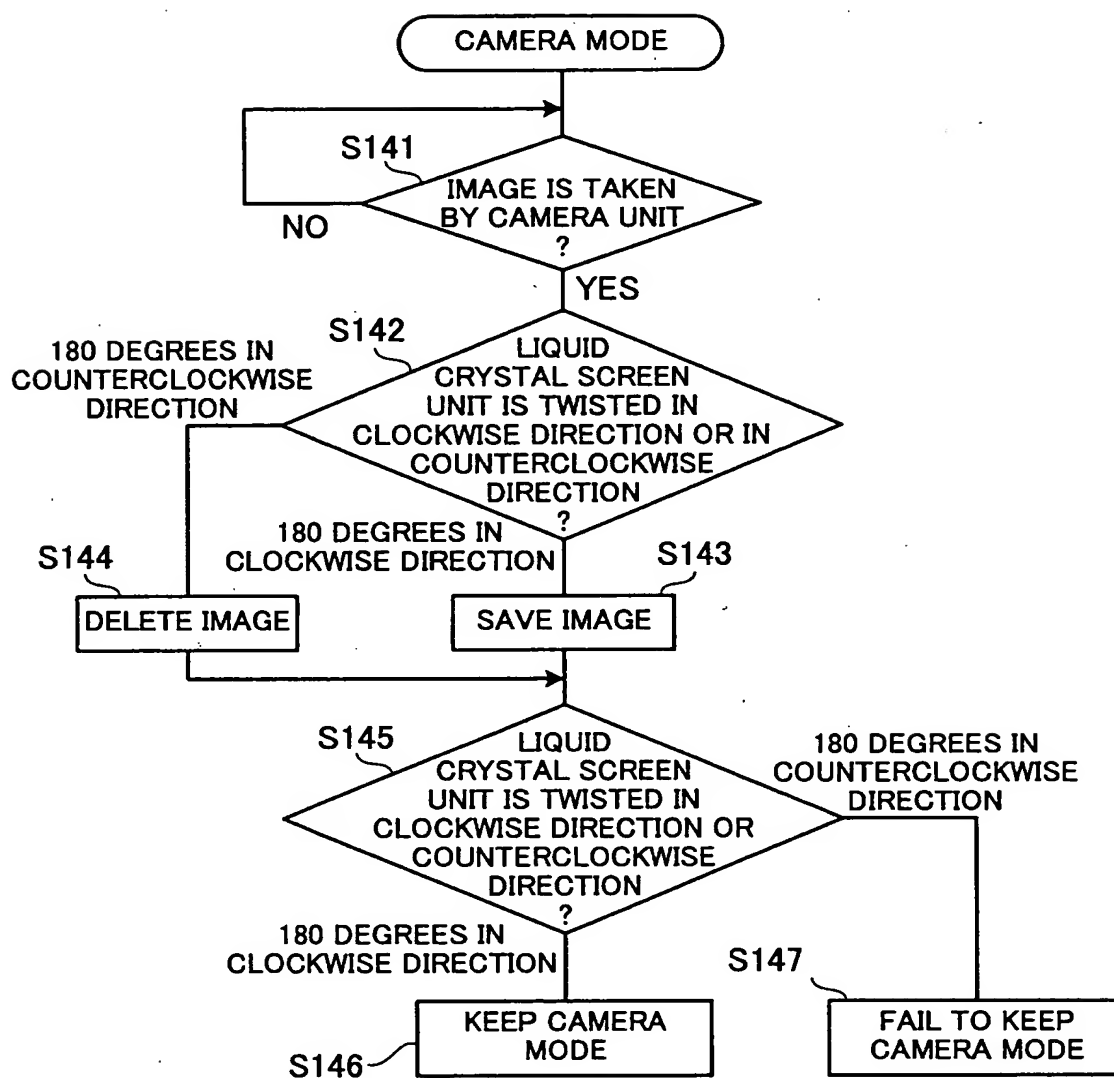 CAMERA MODE
S141
IMAGE IS TAKEN
BY CAMERA UNIT
?
NO
YES
S142
180 DEGREES IN
COUNTERCLOCKWISE
DIRECTION
LIQUID
CRYSTAL SCREEN
UNIT IS TWISTED IN
CLOCKWISE DIRECTION OR IN
COUNTERCLOCKWISE
DIRECTION
?
180 DEGREES IN
CLOCKWISE DIRECTION
S144
S143
DELETE IMAGE
SAVE IMAGE
S145
LIQUID
CRYSTAL SCREEN
UNIT IS TWISTED IN
CLOCKWISE DIRECTION OR
COUNTERCLOCKWISE
DIRECTION
?
180 DEGREES IN
COUNTERCLOCKWISE
DIRECTION
180 DEGREES IN
CLOCKWISE DIRECTION
S147
KEEP CAMERA
MODE
S146
FAIL TO KEEP
CAMERA MODE